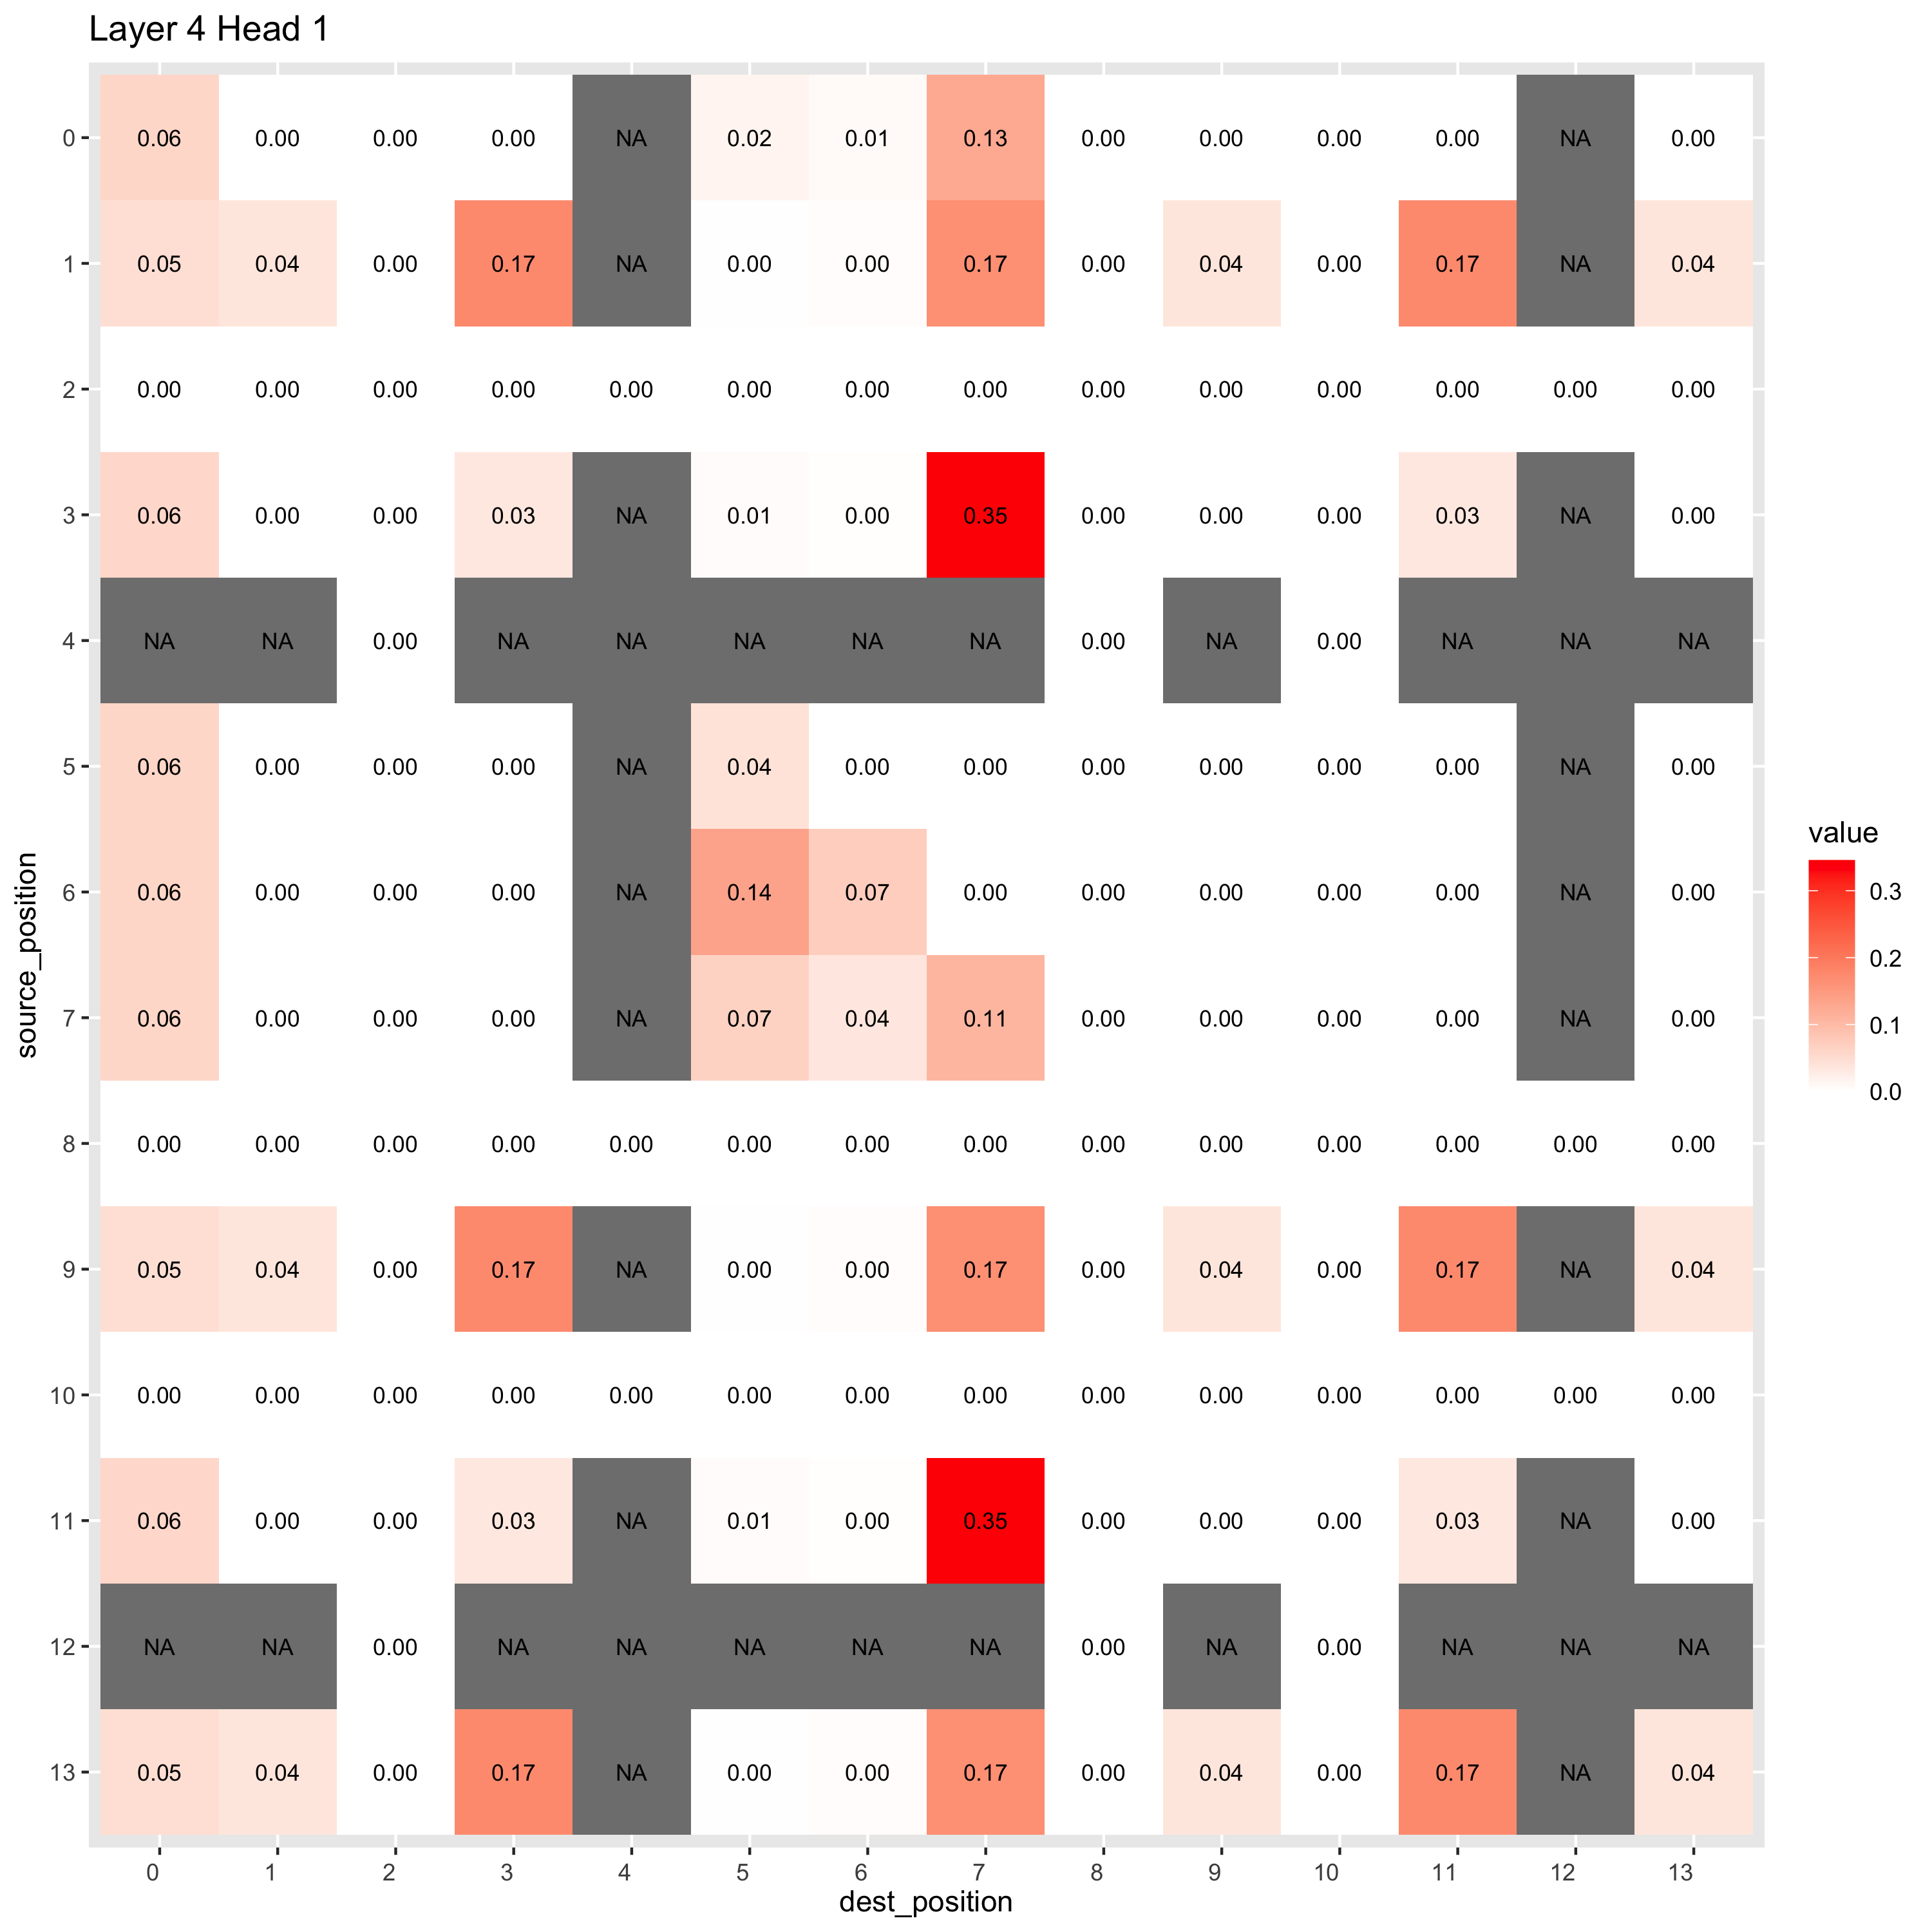 Layer 4 Head 1
0 0.06 0.00 0.00 0.00 NA 0.02 0.01 0.13 0.00 0.00 0.00 0.00 NA 0.00
1 0.05 0.04 0.00 0.17 NA 0.00 0.00 0.17 0.00 0.04 0.00 0.17 NA 0.04
2 0.00 0.00 0.00 0.00 0.00 0.00 0.00 0.00 0.00 0.00 0.00 0.00 0.00 0.00
3 0.06 0.00 0.00 0.03 NA 0.01 0.00 0.35 0.00 0.00 0.00 0.03 NA 0.00
4 NA NA 0.00 NA NA NA NA NA 0.00 NA 0.00 NA NA NA
5 0.06 0.00 0.00 0.00 NA 0.04 0.00 0.00 0.00 0.00 0.00 0.00 NA 0.00
6 0.06 0.00 0.00 0.00 NA 0.14 0.07 0.00 0.00 0.00 0.00 0.00 NA 0.00
7 0.06 0.00 0.00 0.00 NA 0.07 0.04 0.11 0.00 0.00 0.00 0.00 NA 0.00
8 0.00 0.00 0.00 0.00 0.00 0.00 0.00 0.00 0.00 0.00 0.00 0.00 0.00 0.00
9 0.05 0.04 0.00 0.17 NA 0.00 0.00 0.17 0.00 0.04 0.00 0.17 NA 0.04
10 0.00 0.00 0.00 0.00 0.00 0.00 0.00 0.00 0.00 0.00 0.00 0.00 0.00 0.00
11 0.06 0.00 0.00 0.03 NA 0.01 0.00 0.35 0.00 0.00 0.00 0.03 NA 0.00
12 NA NA 0.00 NA NA NA NA NA 0.00 NA 0.00 NA NA NA
13 0.05 0.04 0.00 0.17 NA 0.00 0.00 0.17 0.00 0.04 0.00 0.17 NA 0.04
0 1 2 3 4 5 6 7 8 9 10 11 12 13
dest_position
source_position
value
0.3
0.2
0.1
0.0